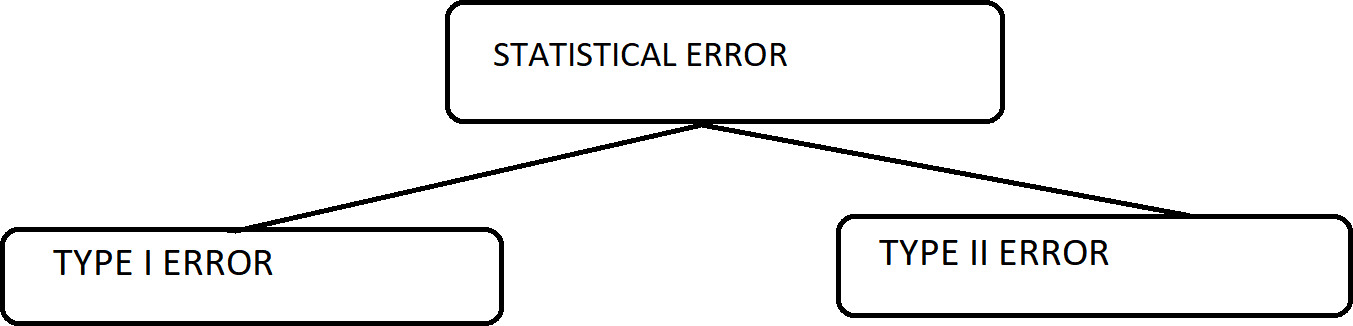 STATISTICAL ERROR
TYPE I ERROR
TYPE II ERROR